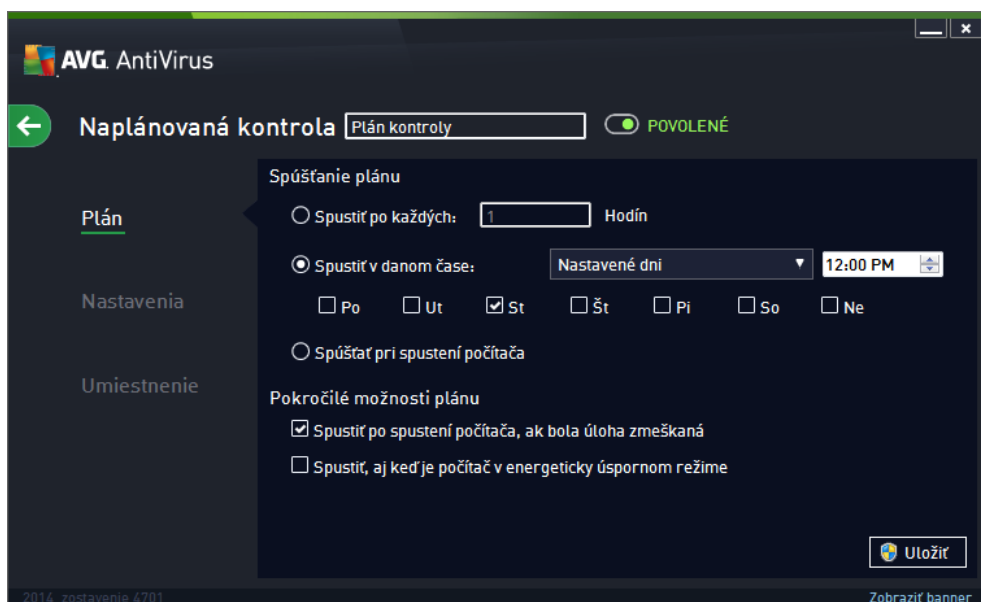 AVG. AntiVirus
Naplánovaná kontrola Plán kontroly POVOLENÉ
Plán
Nastavenia
Umiestnenie
Spúšťanie plánu
Spustiť po každých: 1 Hodín
Spustiť v danom čase: Nastavené dni 12:00 PM
Po Ut St Št Pi So Ne
Spúšťať pri spustení počítača
Pokročilé možnosti plánu
Spustiť po spustení počítača, ak bola úloha zmeškaná
Spustiť, aj keď je počítač v energeticky úspornom režime
Uložiť
2014 zostavenie 4701 Zobraziť banner